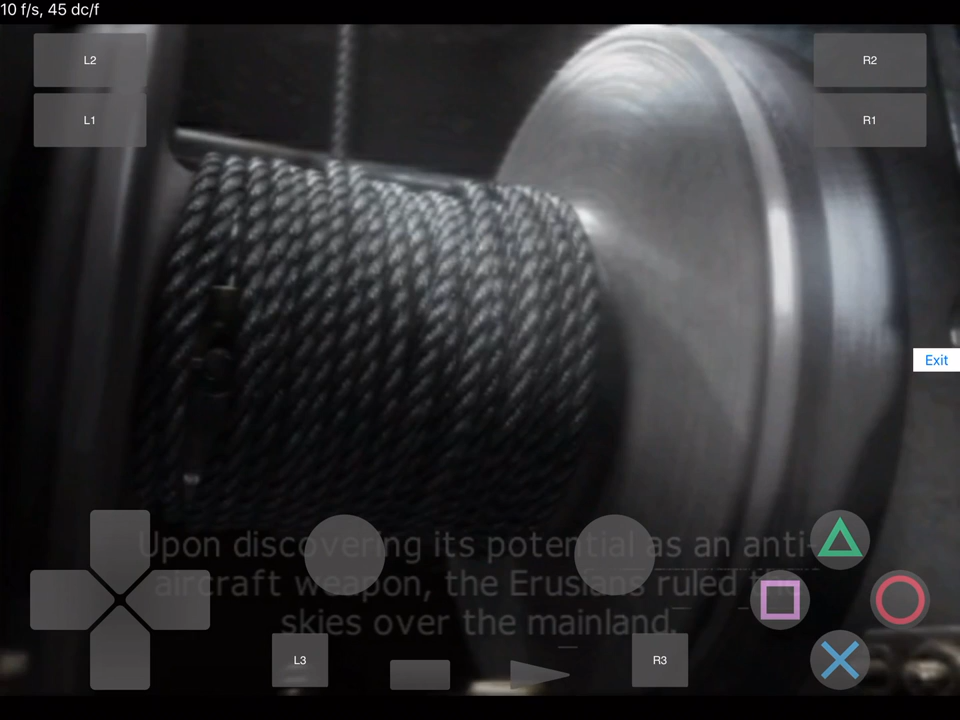 10 f/s, 45 dc/f
L2
R2
L1
R1
Exit
Upon discovering its potential as an anti-
aircraft weapon, the Erusians ruled the
skies over the mainland.
L3
R3